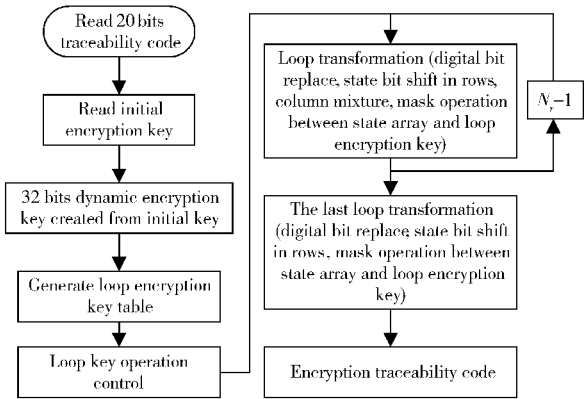 Read 20 bits
traceability code
Read initial
encryption key
32 bits dynamic encryption
key created from initial key
Generate loop encryption
key table
Loop key operation
control
Loop transformation (digital bit
replace, state bit shift in rows,
column mixture, mask operation
between state array and loop
encryption key)
Nr-1
The last loop transformation
(digital bit replace, state bit shift
in rows, mask operation between
state array and loop encryption
key)
Encryption traceability code